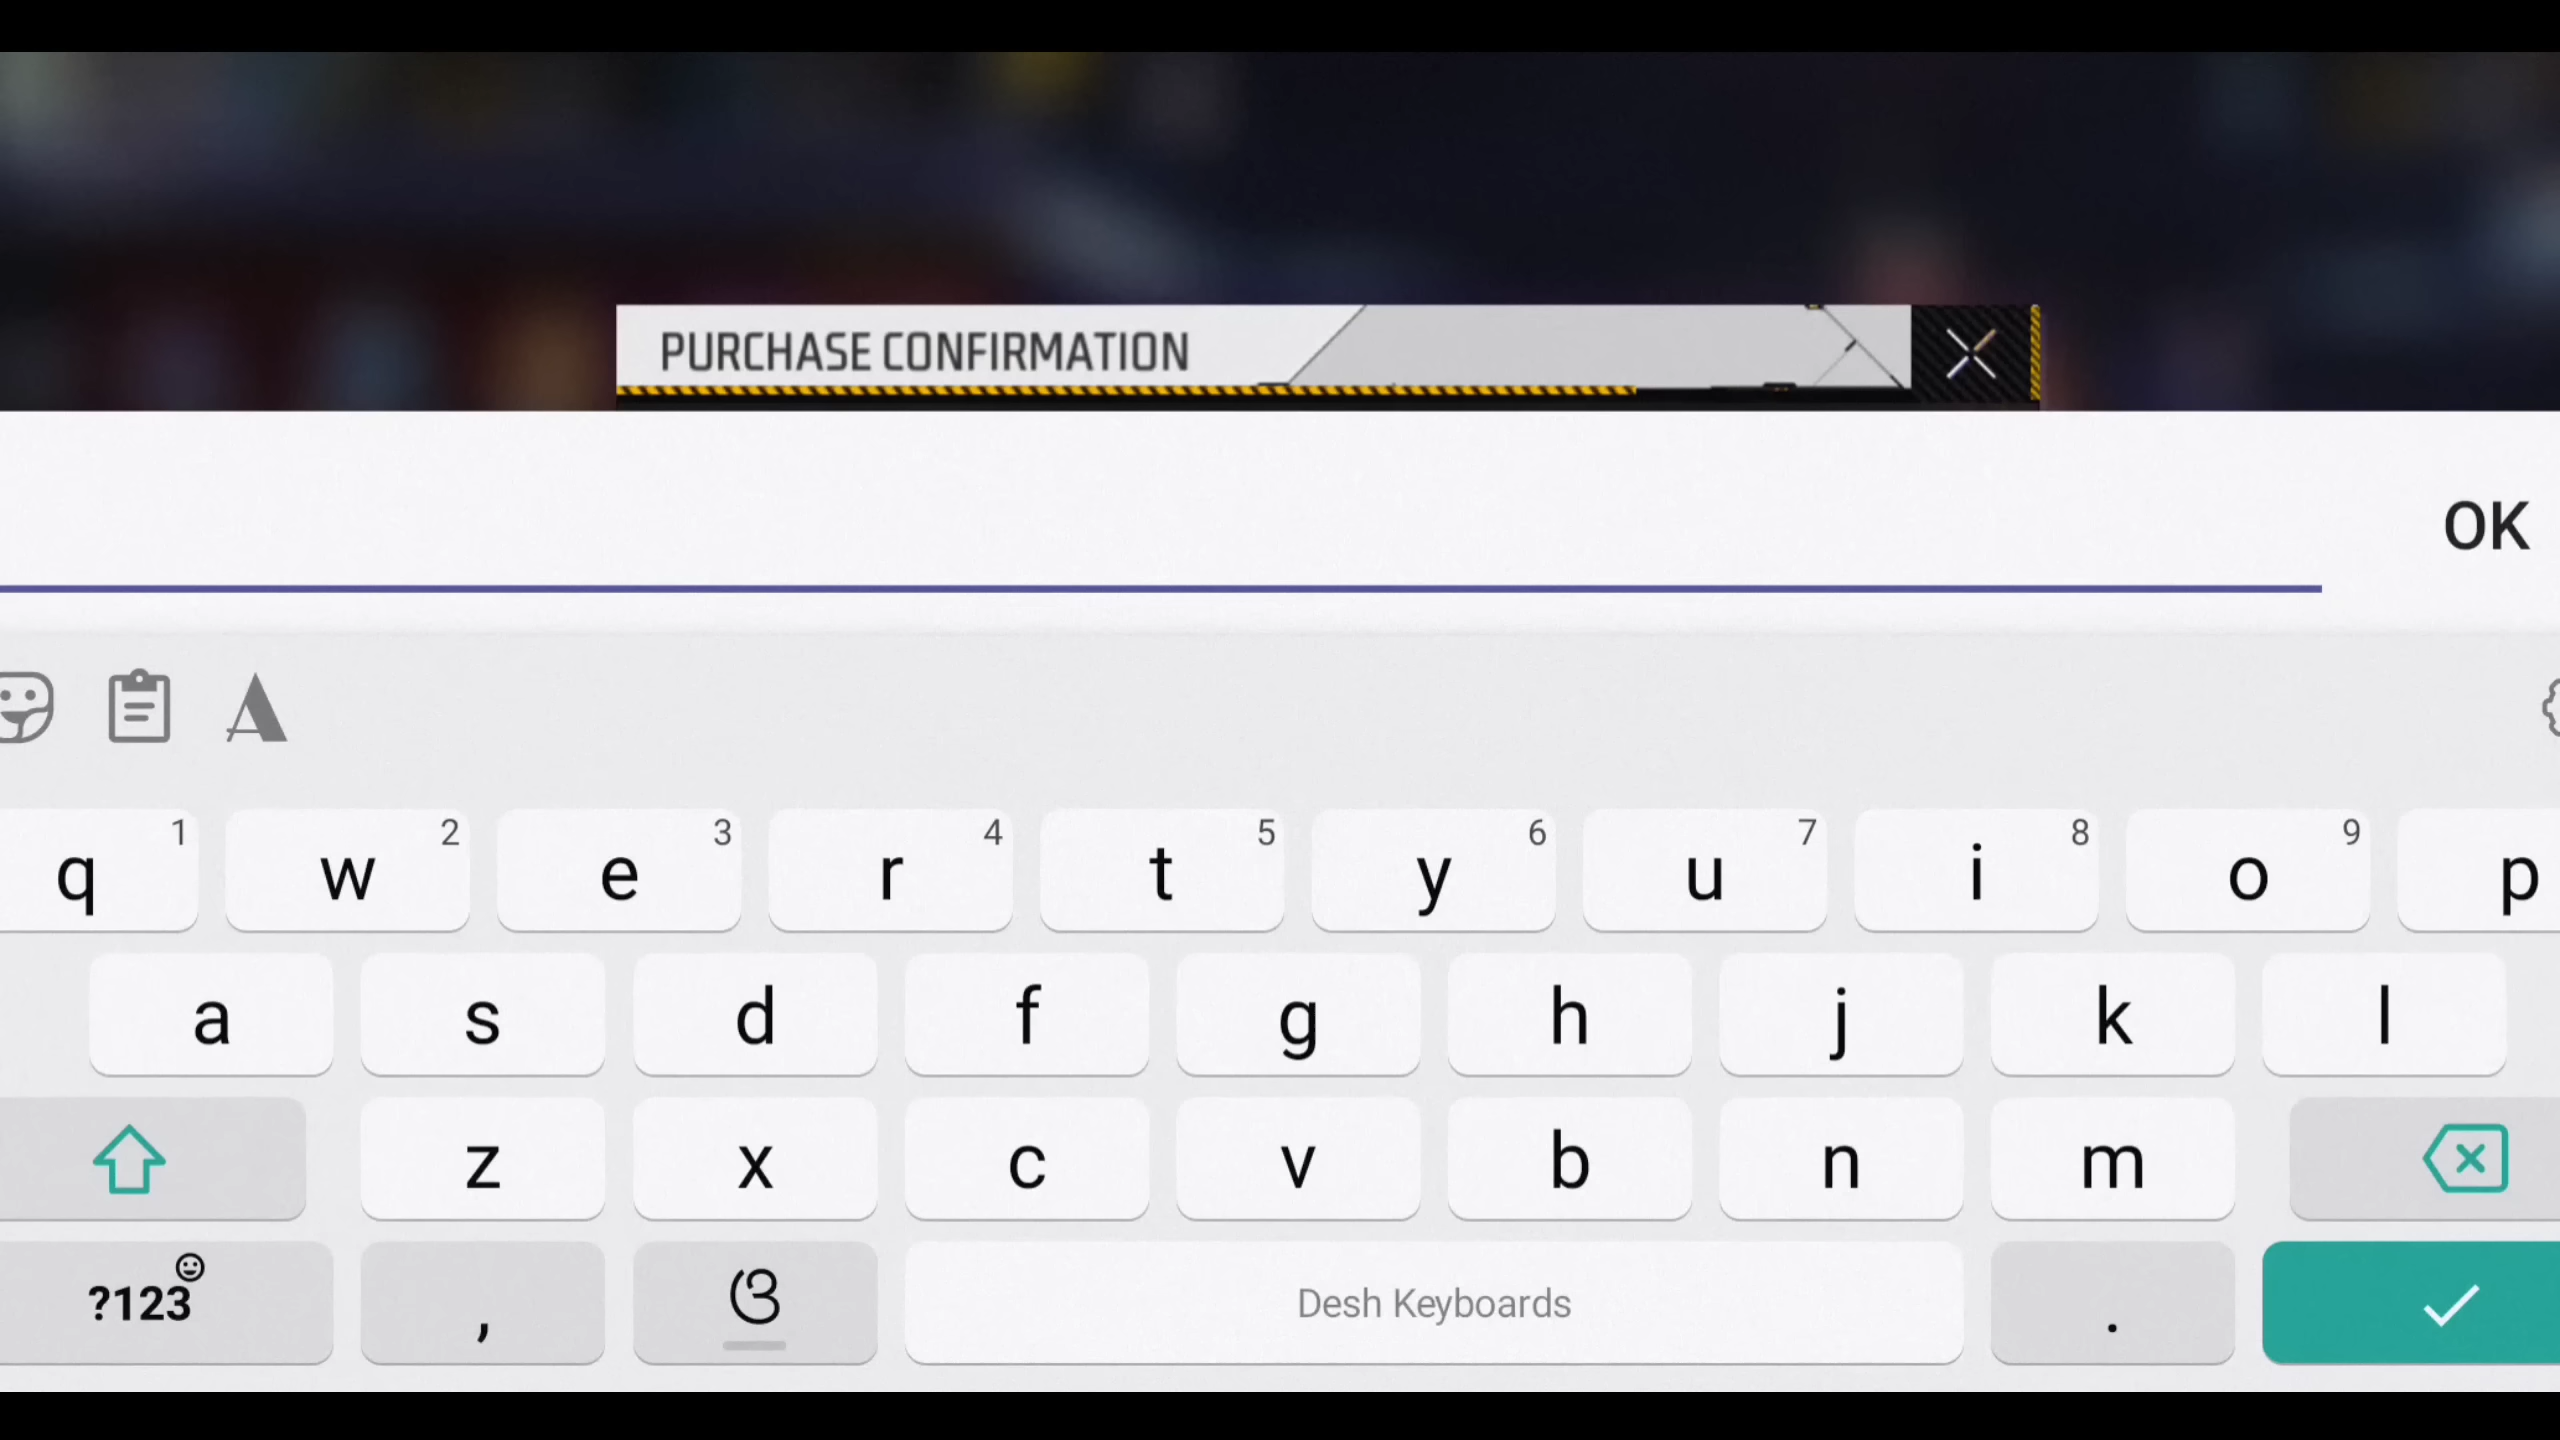 PURCHASE CONFIRMATION
OK
1 2 3 4 5 6 7 8 9
q w e r t y u i o p
a s d f g h j k l
z x c v b n m
?123 , ଓ Desh Keyboards .